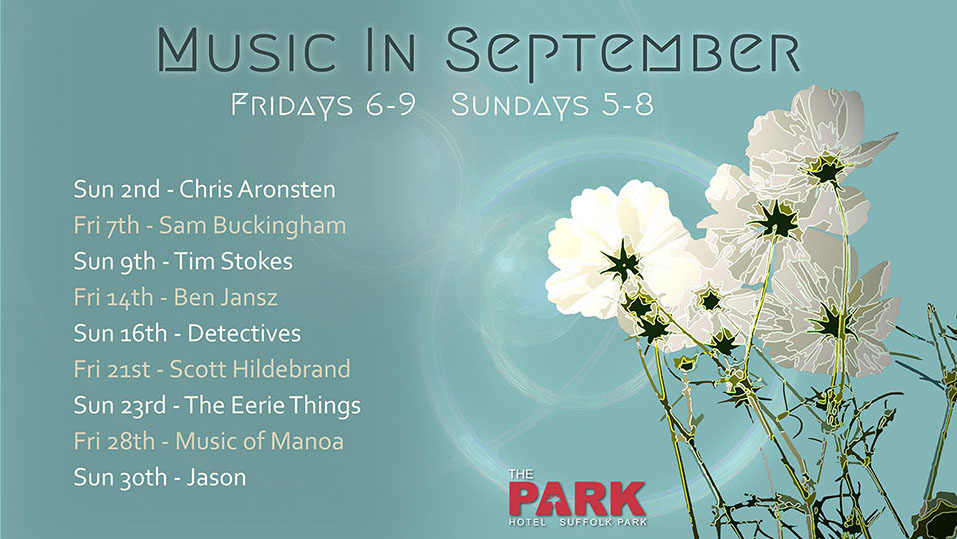 Music In September
Fridays 6-9 Sundays 5-8
Sun 2nd - Chris Aronsten
Fri 7th - Sam Buckingham
Sun 9th - Tim Stokes
Fri 14th - Ben Jansz
Sun 16th - Detectives
Fri 21st - Scott Hildebrand
Sun 23rd - The Eerie Things
Fri 28th - Music of Manoa
Sun 30th - Jason
THE
PARK
HOTEL SUFFOLK PARK